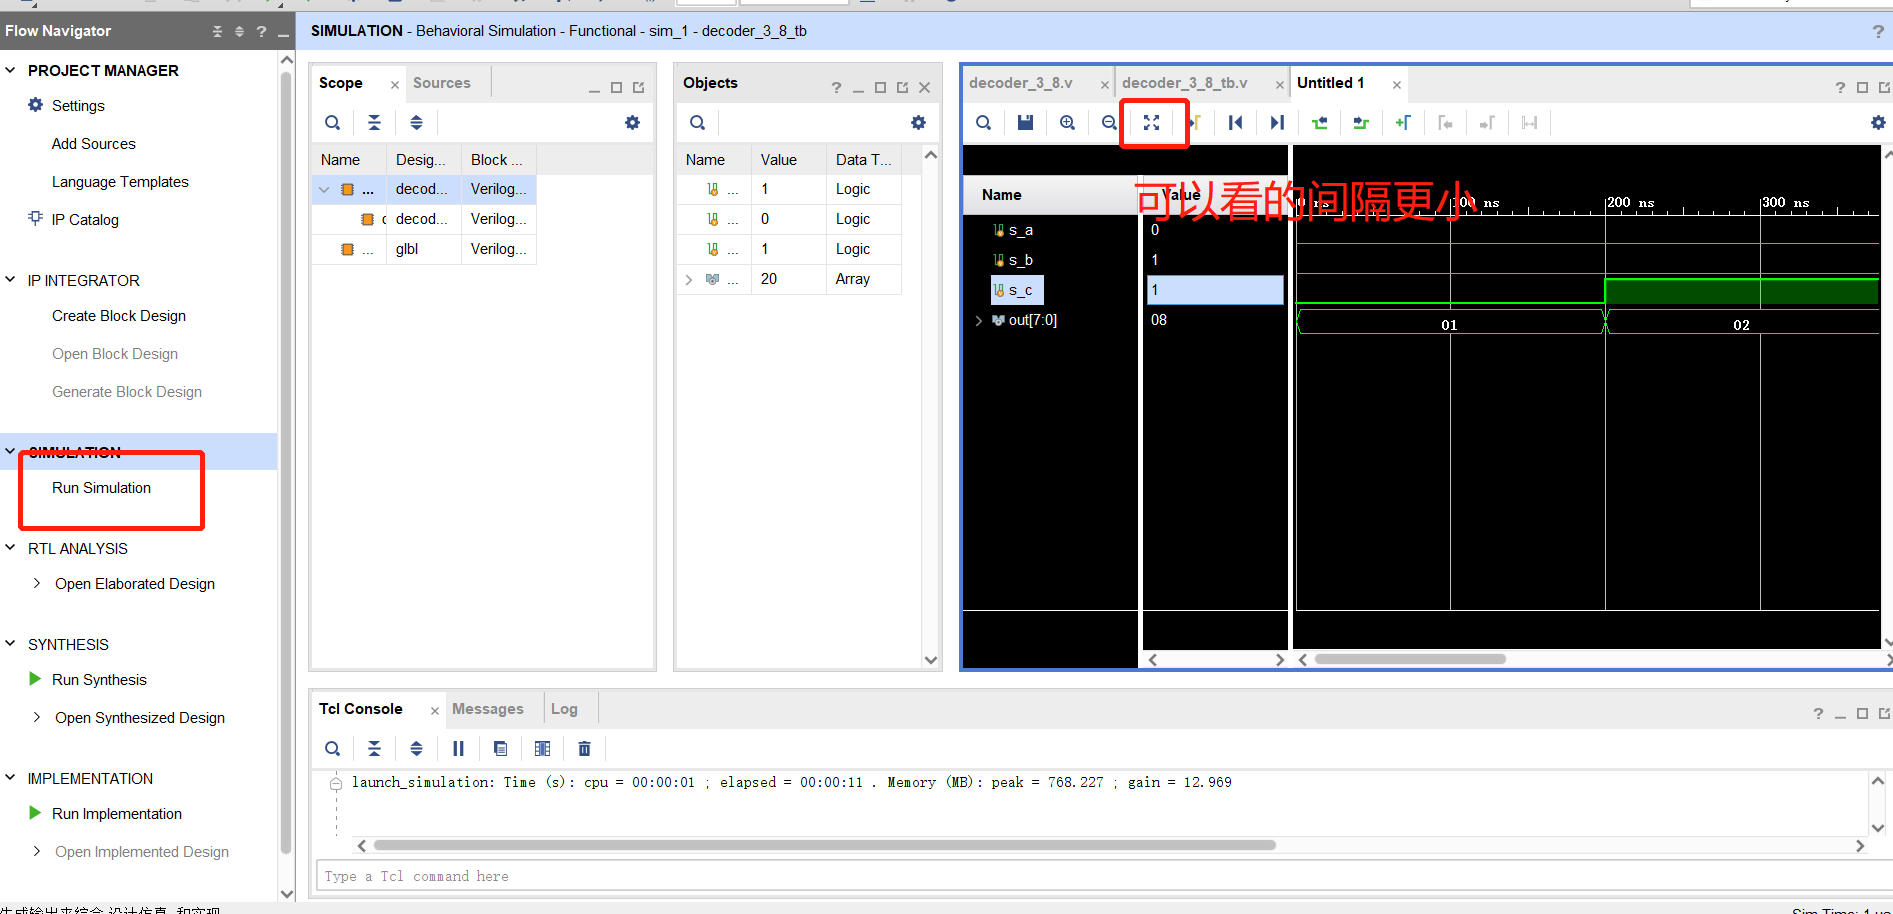 Flow Navigator
SIMULATION - Behavioral Simulation - Functional - sim_1 - decoder_3_8_tb
PROJECT MANAGER
Settings
Add Sources
Language Templates
IP Catalog
IP INTEGRATOR
Create Block Design
Open Block Design
Generate Block Design
SIMULATION
Run Simulation
RTL ANALYSIS
Open Elaborated Design
SYNTHESIS
Run Synthesis
Open Synthesized Design
IMPLEMENTATION
Run Implementation
Open Implemented Design
Scope
Sources
Name Desig... Block ...
... decod... Verilog...
decod... Verilog...
... glbl Verilog...
Objects
Name Value Data T...
... 1 Logic
... 0 Logic
... 1 Logic
... 20 Array
decoder_3_8.v decoder_3_8_tb.v Untitled 1
可以看的间隔更小
Name Value
0 ns 100 ns 200 ns 300 ns
s_a 0
s_b 1
s_c 1
out[7:0] 08 01 02
Tcl Console Messages Log
launch_simulation: Time (s): cpu = 00:00:01 ; elapsed = 00:00:11 . Memory (MB): peak = 768.227 ; gain = 12.969
Type a Tcl command here